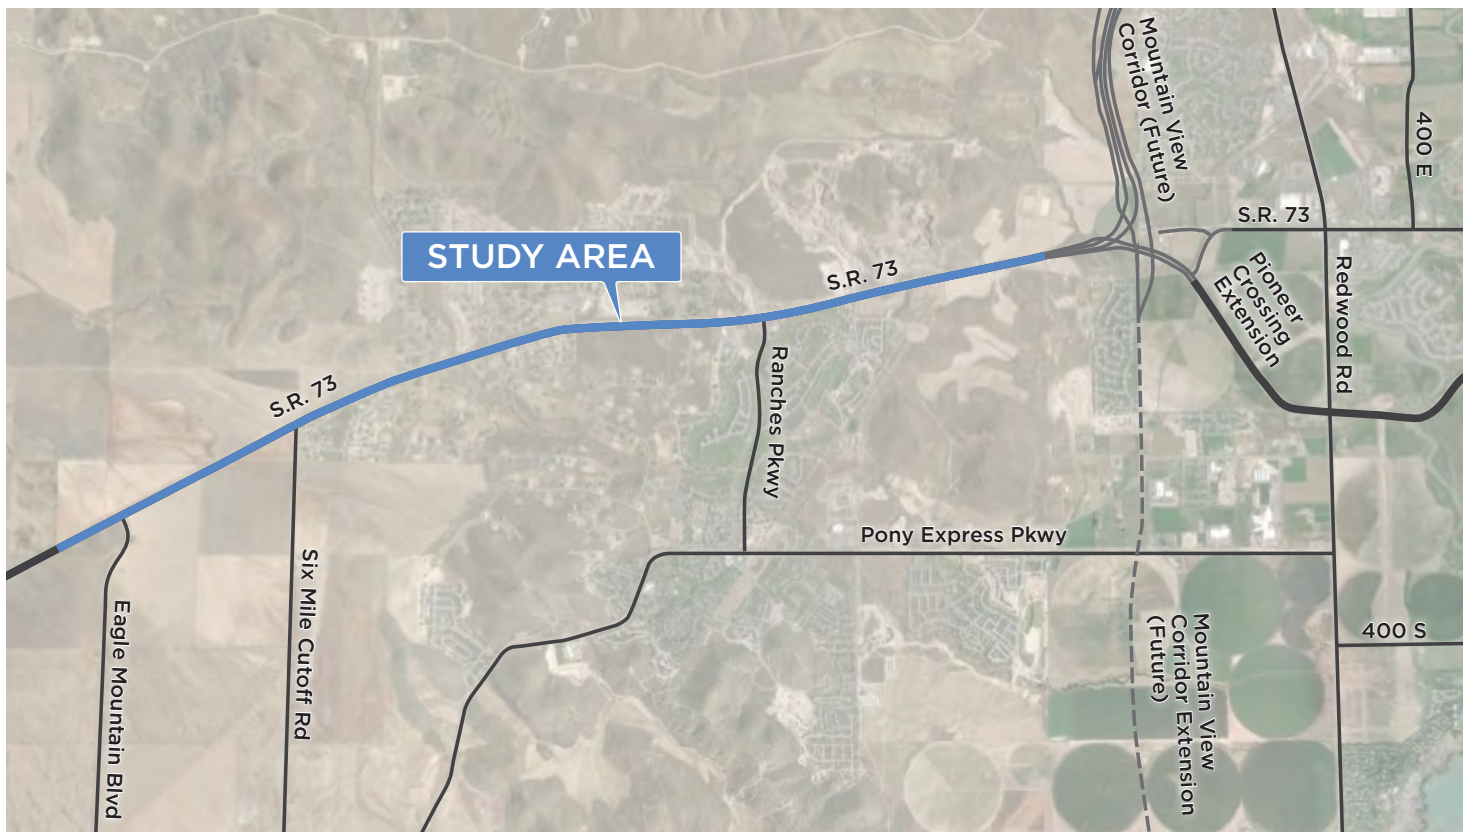 Mountain View
Corridor (Future)
400 E
S.R. 73
STUDY AREA
S.R. 73
Pioneer
Crossing
Extension
Redwood Rd
Ranches Pkwy
S.R. 73
Pony Express Pkwy
Six Mile Cutoff Rd
Eagle Mountain Blvd
Mountain View
Corridor Extension
(Future)
400 S